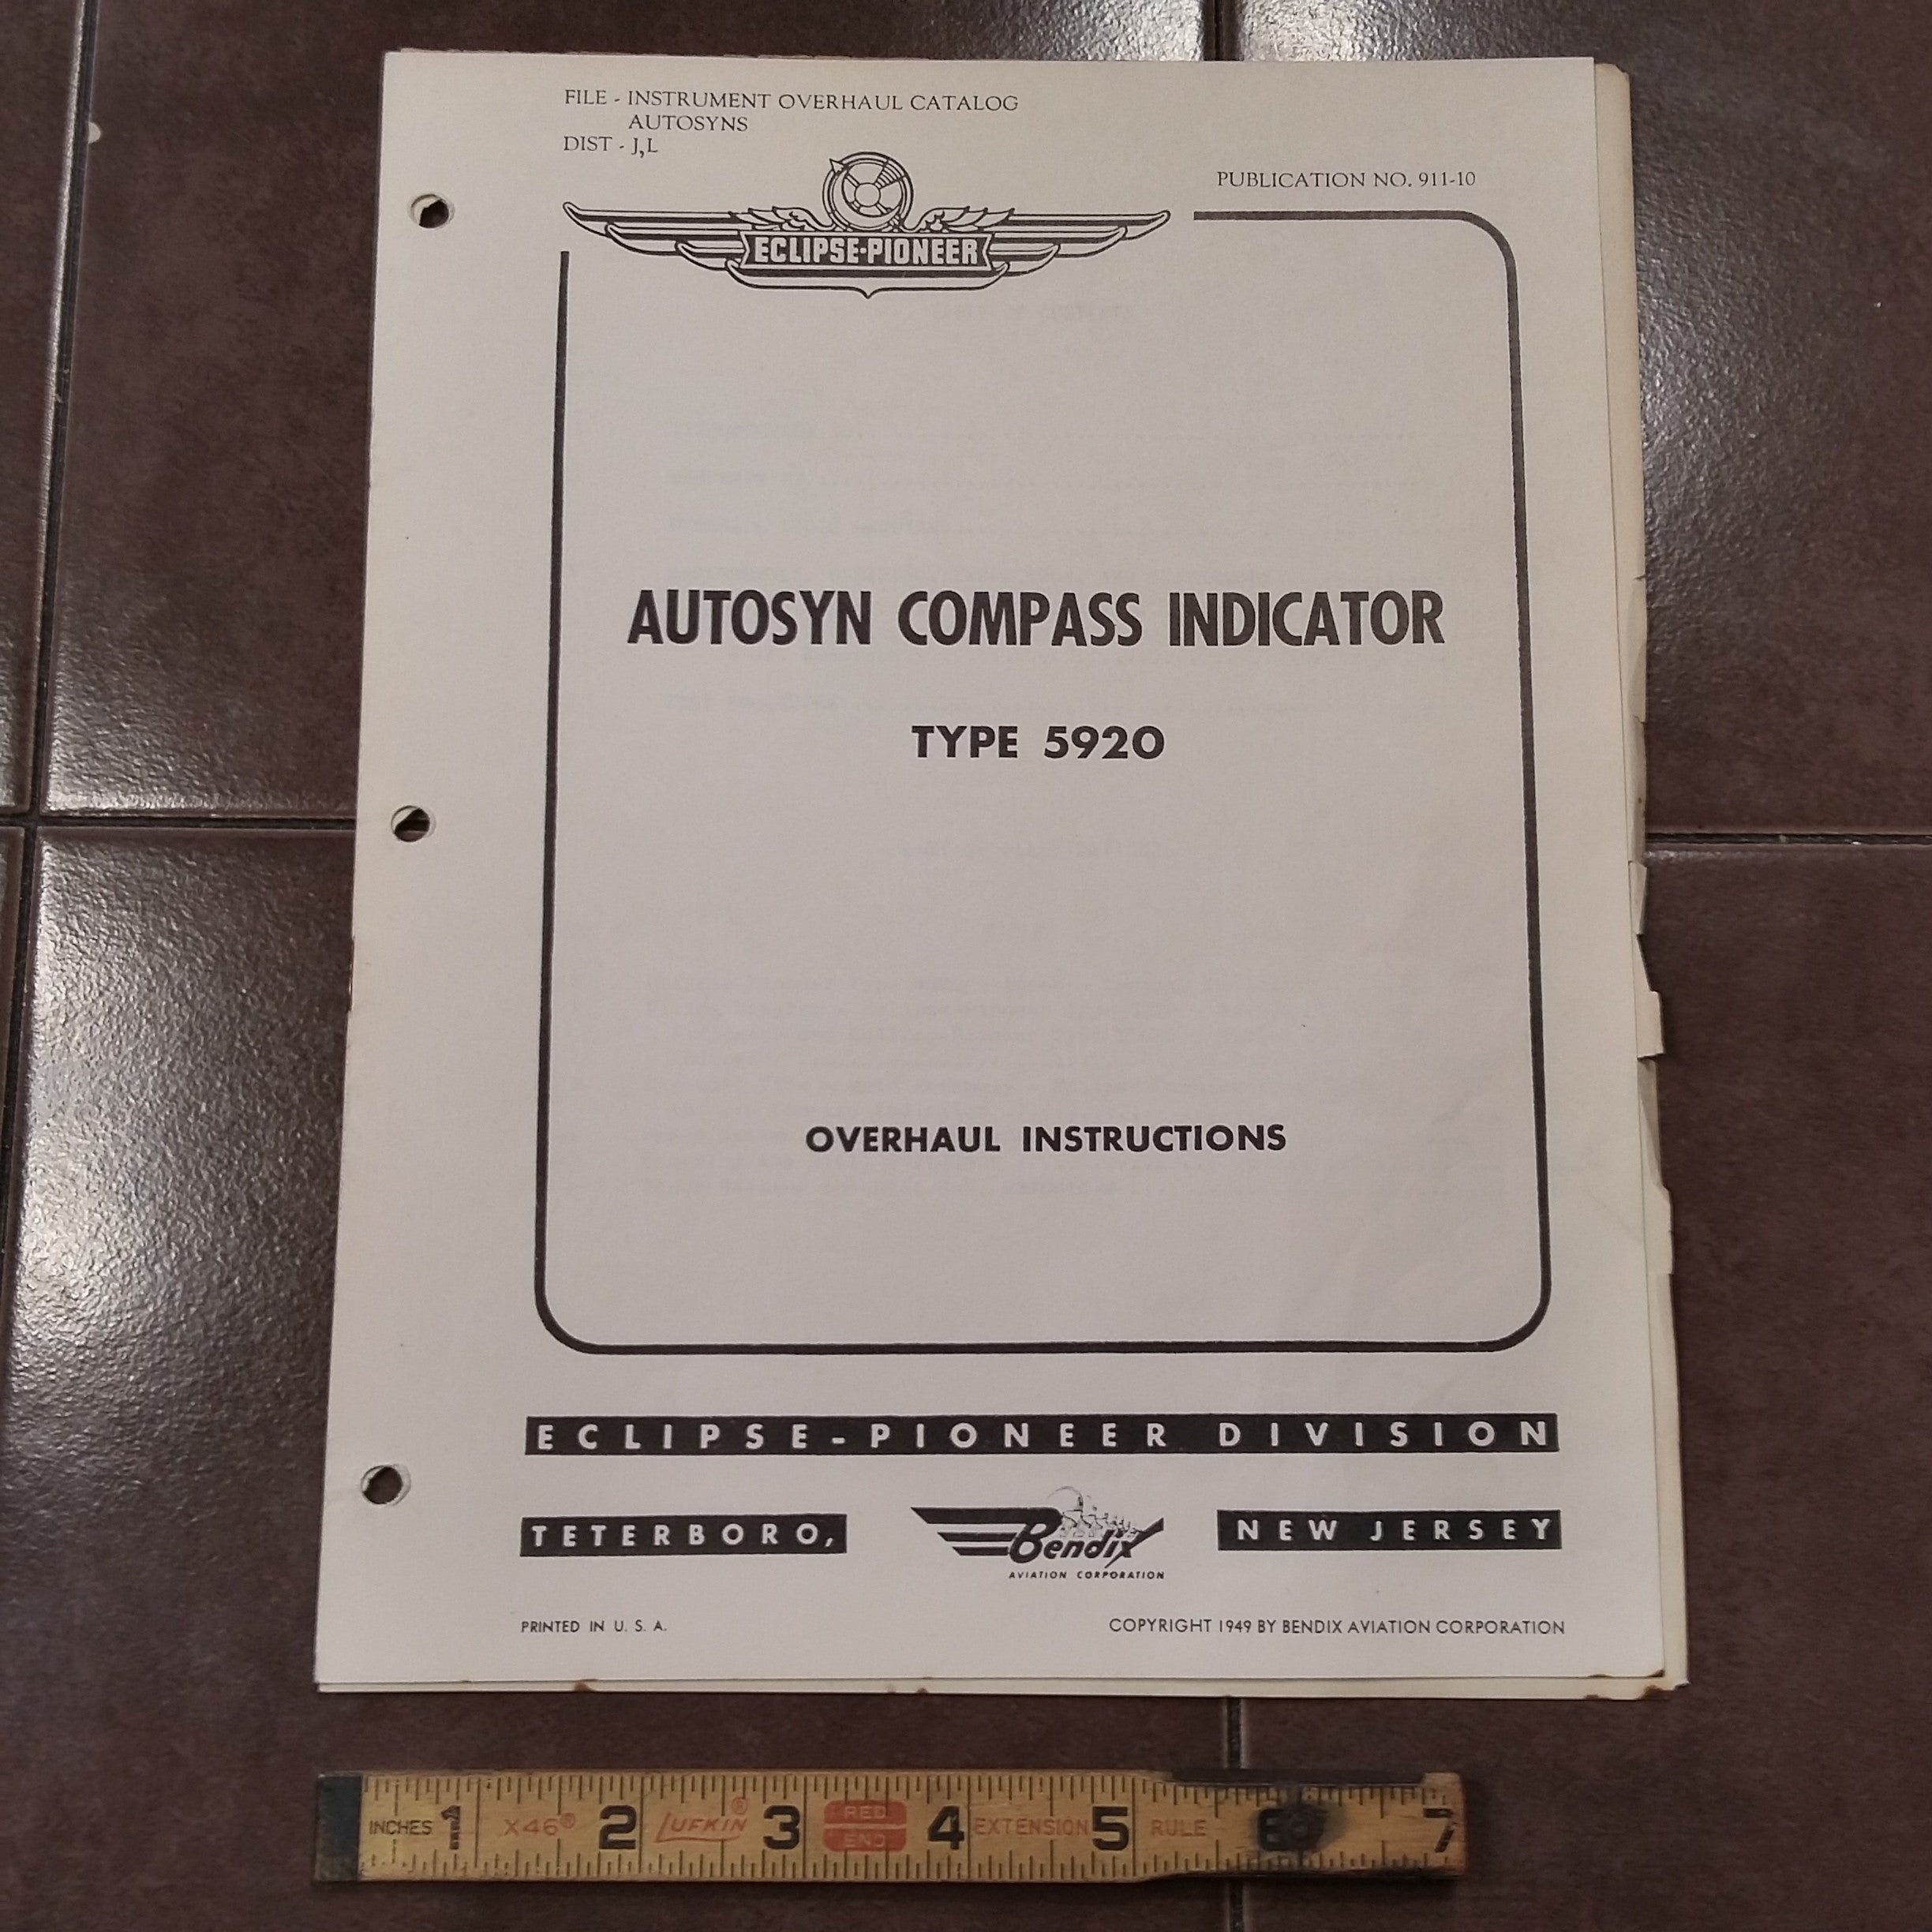 FILE - INSTRUMENT OVERHAUL CATALOG
AUTOSYNS
DIST - J,L
PUBLICATION NO. 911-10
ECLIPSE-PIONEER
AUTOSYN COMPASS INDICATOR
TYPE 5920
OVERHAUL INSTRUCTIONS
ECLIPSE-PIONEER DIVISION
TETERBORO,
Bendix
AVIATION CORPORATION
NEW JERSEY
PRINTED IN U. S. A.
COPYRIGHT 1949 BY BENDIX AVIATION CORPORATION
INCHES 1 X46® 2 LUFKIN® 3 RED END 4 EXTENSION 5 RULE 6 7